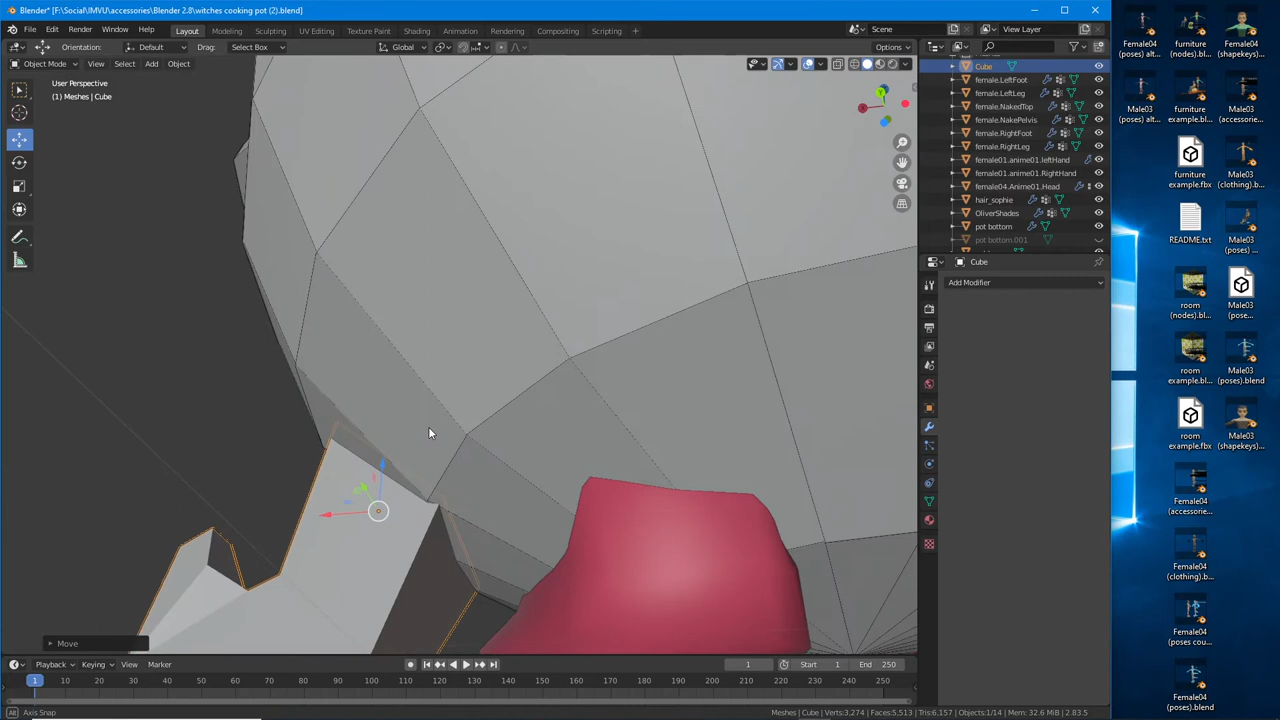 Blender* [F:\Social\IMVU\accessories\Blender 2.8\witches cooking pot (2).blend]
File Edit Render Window Help Layout Modeling Sculpting UV Editing Texture Paint Shading Animation Rendering Compositing Scripting + Scene View Layer
Orientation: Default Drag: Select Box Global Options
Object Mode View Select Add Object
User Perspective
(1) Meshes | Cube
Cube
female.LeftFoot
female.LeftLeg
female.NakedTop
female.NakePelvis
female.RightFoot
female.RightLeg
female01.anime01.leftHand
female01.anime01.RightHand
female04.Anime01.Head
hair_sophie
OliverShades
pot bottom
pot bottom.001
Cube
Add Modifier
Move
Playback Keying View Marker 1 Start 1 End 250
1 10 20 30 40 50 60 70 80 90 100 110 120 130 140 150 160 170 180 190 200 210 220 230 240 250
Axis Snap Meshes | Cube | Verts:3,274 | Faces:5,513 | Tris:6,157 | Objects:1/14 | Mem: 32.6 MiB | 2.83.5
Female04
(poses) alt...
furniture
(nodes).bl...
Female04
(shapekeys)...
Male03
(poses) alt...
furniture
example.bl...
Male03
(accessorie...
furniture
example.fbx
Male03
(clothing).b...
README.txt
Male03
(poses) ...
room
(nodes).bl...
Male03
(pose...
room
example.bl...
Male03
(poses).blend
room
example.fbx
Male03
(shapekeys)...
Female04
(accessorie...
Female04
(clothing).b...
Female04
(poses cou...
Female04
(poses).blend